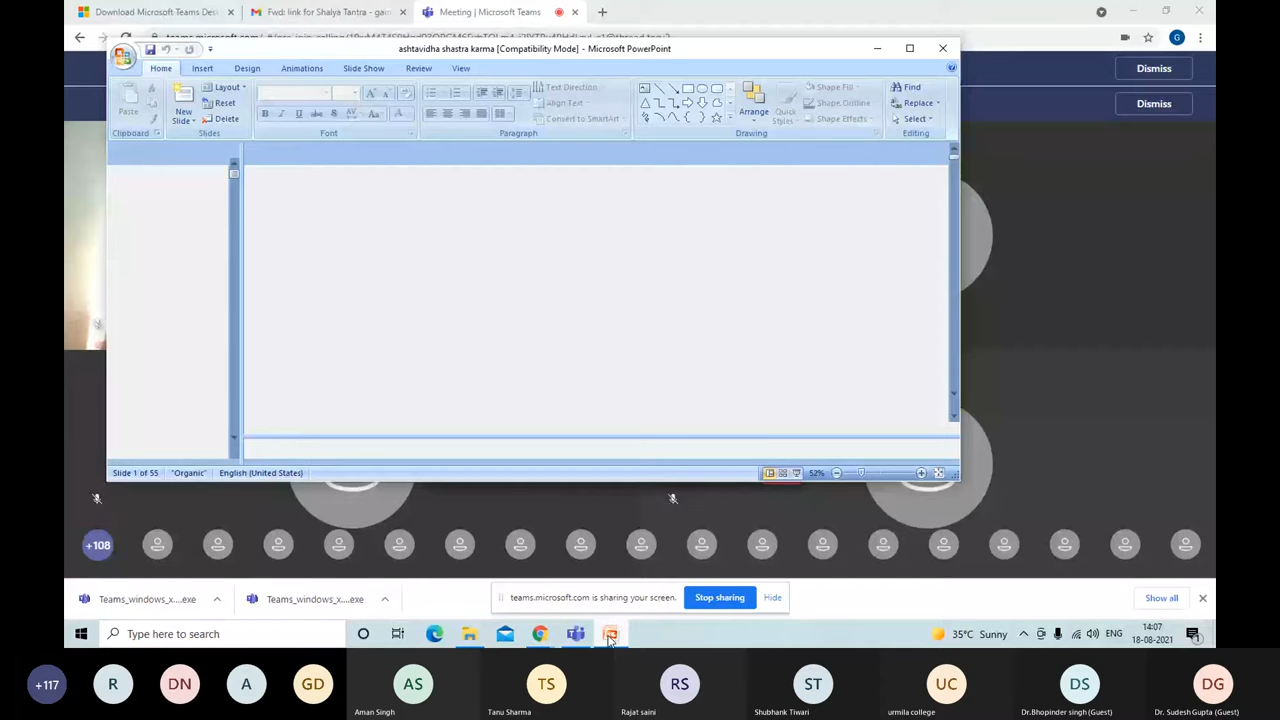 Download Microsoft Teams Des
Fwd: link for Shalya Tantra - gam
Meeting | Microsoft Teams
ashtavidha shastra karma [Compatibility Mode] - Microsoft PowerPoint
Home
Insert
Design
Animations
Slide Show
Review
View
Dismiss
Dismiss
Paste
New
Slide
Layout
Reset
Delete
Text Direction
Align Text
Convert to SmartArt
Arrange
Quick
Styles
Shape Fill
Shape Outline
Shape Effects
Find
Replace
Select
Clipboard
Slides
Font
Paragraph
Drawing
Editing
Slide 1 of 55
"Organic"
English (United States)
52%
+108
Teams_windows_x....exe
Teams_windows_x....exe
teams.microsoft.com is sharing your screen.
Stop sharing
Hide
Show all
Type here to search
35°C Sunny
ENG
14:07
18-08-2021
+117
R
DN
A
GD
AS
TS
RS
ST
UC
DS
DG
Aman Singh
Tanu Sharma
Rajat saini
Shubhank Tiwari
urmila college
Dr.Bhopinder singh (Guest)
Dr. Sudesh Gupta (Guest)